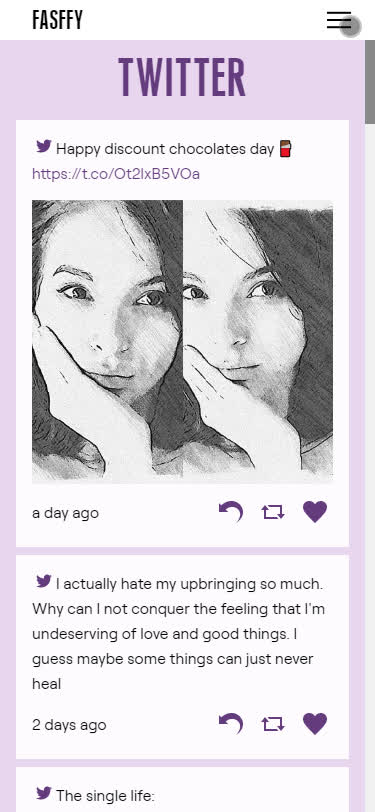 FASFFY
TWITTER
Happy discount chocolates day
https://t.co/Ot2lxB5VOa
a day ago
I actually hate my upbringing so much.
Why can I not conquer the feeling that I'm
undeserving of love and good things. I
guess maybe some things can just never
heal
2 days ago
The single life: